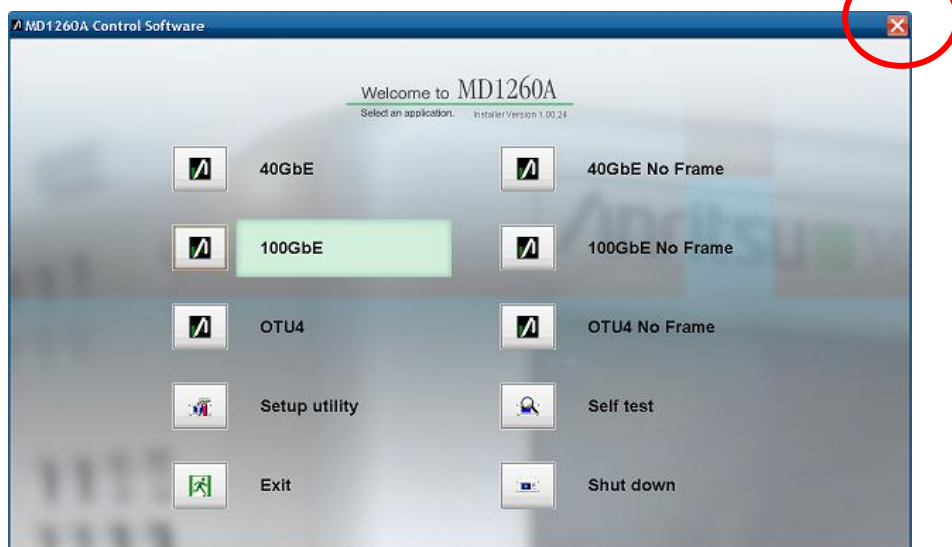 MD1260A Control Software
Welcome to MD1260A
Select an application. Installer Version 1.00.24
40GbE
40GbE No Frame
100GbE
100GbE No Frame
OTU4
OTU4 No Frame
Setup utility
Self test
Exit
Shut down
Anritsu